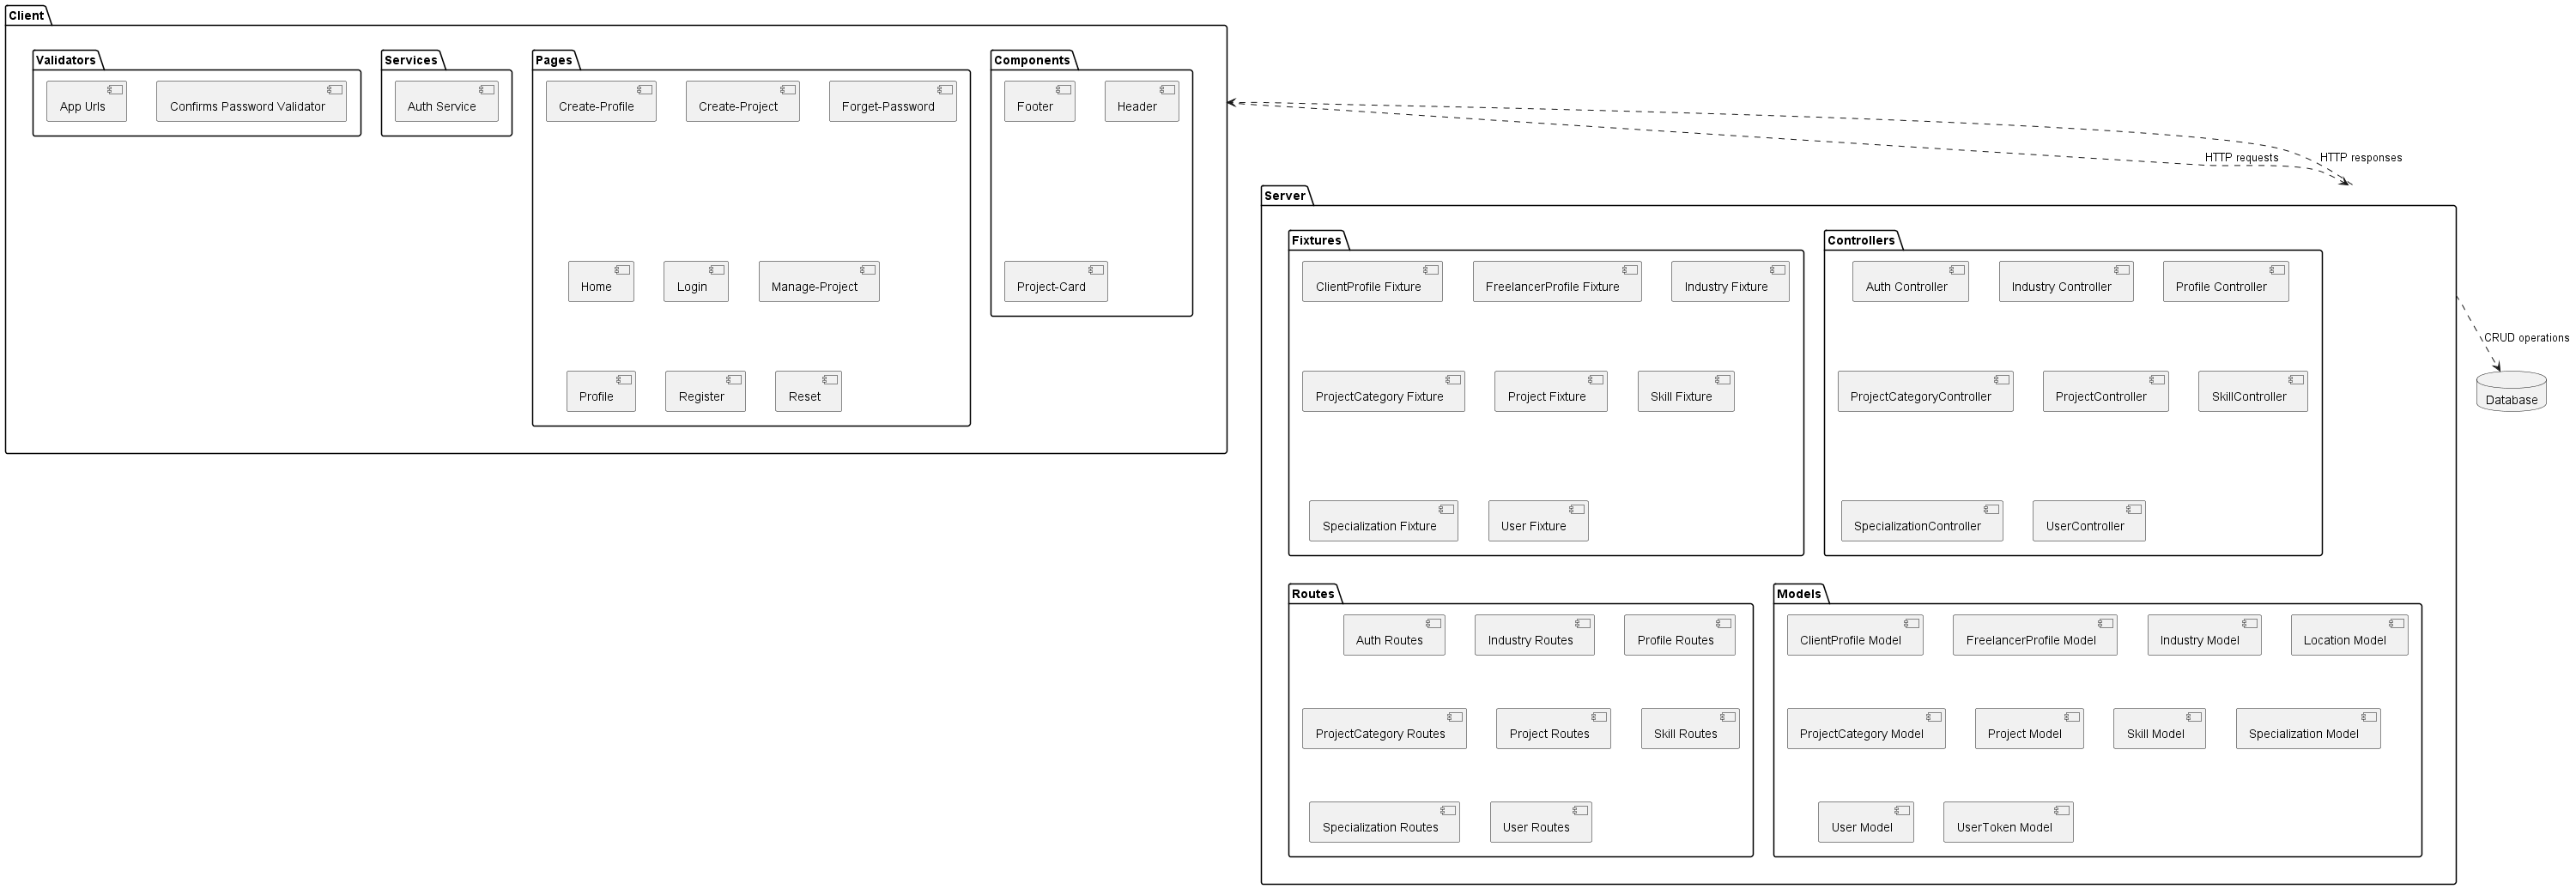 Client
Validators
App Urls
Confirms Password Validator
Services
Auth Service
Pages
Create-Profile
Create-Project
Forget-Password
Home
Login
Manage-Project
Profile
Register
Reset
Components
Footer
Header
Project-Card
HTTP requests
HTTP responses
Server
Fixtures
ClientProfile Fixture
FreelancerProfile Fixture
Industry Fixture
ProjectCategory Fixture
Project Fixture
Skill Fixture
Specialization Fixture
User Fixture
Controllers
Auth Controller
Industry Controller
Profile Controller
ProjectCategoryController
ProjectController
SkillController
SpecializationController
UserController
Routes
Auth Routes
Industry Routes
Profile Routes
ProjectCategory Routes
Project Routes
Skill Routes
Specialization Routes
User Routes
Models
ClientProfile Model
FreelancerProfile Model
Industry Model
Location Model
ProjectCategory Model
Project Model
Skill Model
Specialization Model
User Model
UserToken Model
CRUD operations
Database